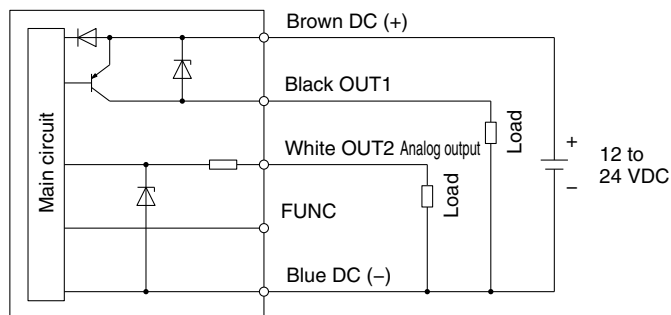 Brown DC (+)
Black OUT1
White OUT2 Analog output
FUNC
Blue DC (−)
Main circuit
Load
Load
+
12 to
24 VDC
−